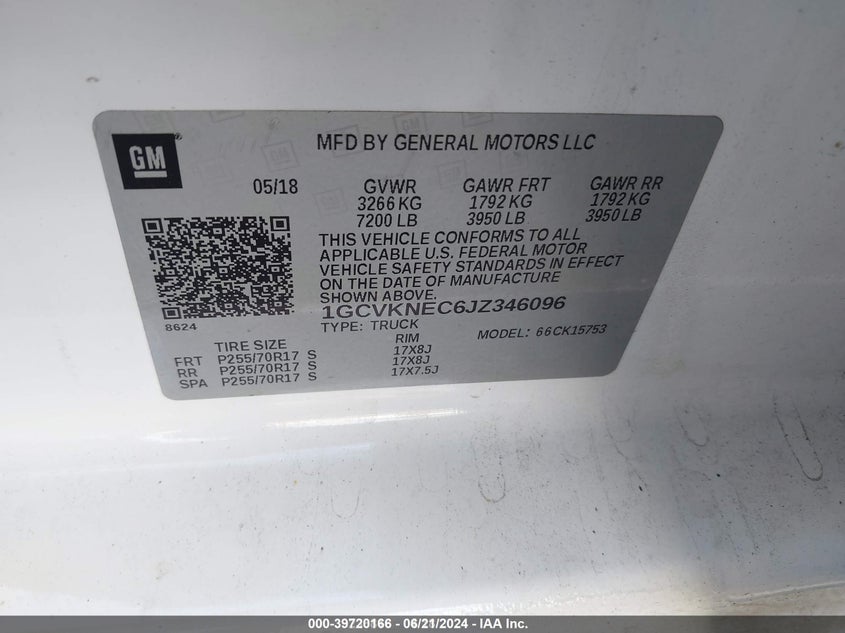 GM
MFD BY GENERAL MOTORS LLC
05/18 GVWR GAWR FRT GAWR RR
3266 KG 1792 KG 1792 KG
7200 LB 3950 LB 3950 LB
THIS VEHICLE CONFORMS TO ALL
APPLICABLE U.S. FEDERAL MOTOR
VEHICLE SAFETY STANDARDS IN EFFECT
ON THE DATE OF MANUFACTURE
SHOWN ABOVE.
8624
1GCVKNEC6JZ346096
TYPE: TRUCK MODEL: 66CK15753
TIRE SIZE RIM
FRT P255/70R17 S 17X8J
RR P255/70R17 S 17X8J
SPA P255/70R17 S 17X7.5J
000-39720166 - 06/21/2024 - IAA, Inc.